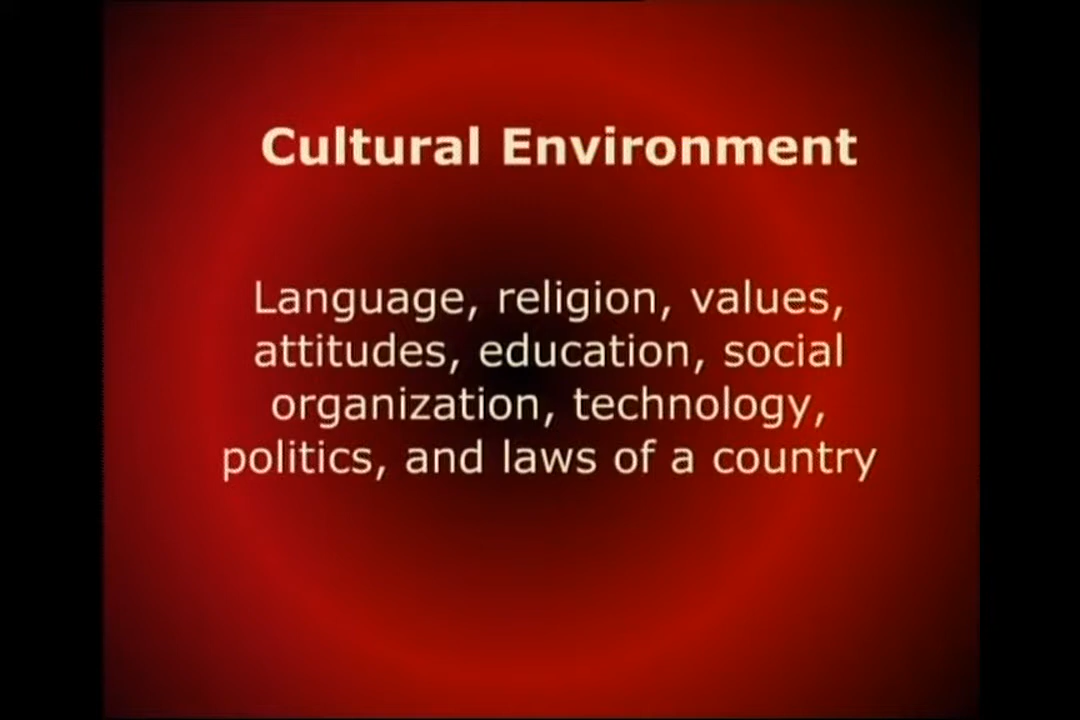 Cultural Environment
Language, religion, values,
attitudes, education, social
organization, technology,
politics, and laws of a country